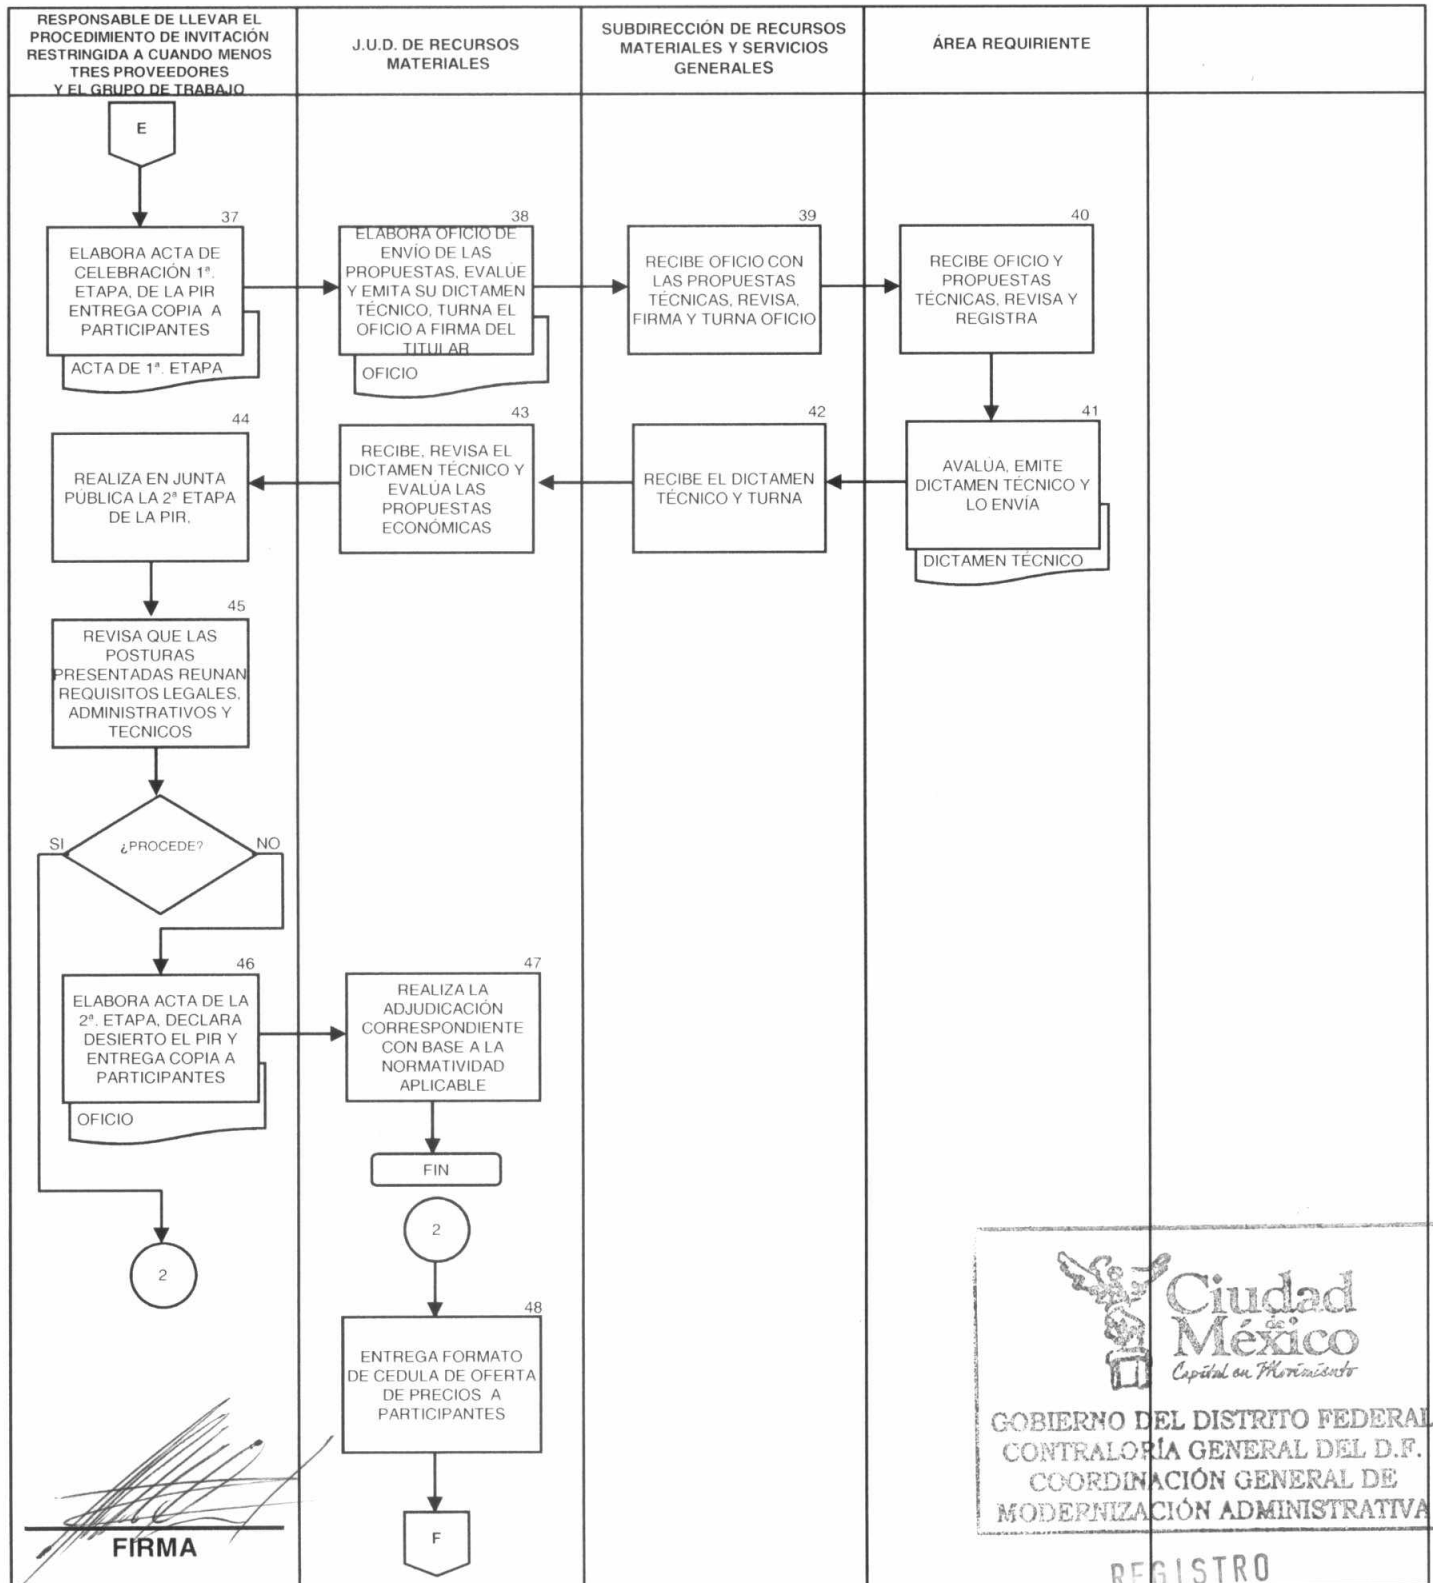 RESPONSABLE DE LLEVAR EL
PROCEDIMIENTO DE INVITACIÓN
RESTRINGIDA A CUANDO MENOS
TRES PROVEEDORES
Y EL GRUPO DE TRABAJO
J.U.D. DE RECURSOS
MATERIALES
SUBDIRECCIÓN DE RECURSOS
MATERIALES Y SERVICIOS
GENERALES
ÁREA REQUIRIENTE
E
37
ELABORA ACTA DE
CELEBRACIÓN 1ª.
ETAPA, DE LA PIR
ENTREGA COPIA A
PARTICIPANTES
ACTA DE 1ª. ETAPA
38
ELABORA OFICIO DE
ENVÍO DE LAS
PROPUESTAS, EVALÚE
Y EMITA SU DICTAMEN
TÉCNICO, TURNA EL
OFICIO A FIRMA DEL
TITULAR
OFICIO
39
RECIBE OFICIO CON
LAS PROPUESTAS
TÉCNICAS, REVISA,
FIRMA Y TURNA OFICIO
40
RECIBE OFICIO Y
PROPUESTAS
TÉCNICAS, REVISA Y
REGISTRA
41
AVALÚA, EMITE
DICTAMEN TÉCNICO Y
LO ENVÍA
DICTAMEN TÉCNICO
42
RECIBE EL DICTAMEN
TÉCNICO Y TURNA
43
RECIBE, REVISA EL
DICTAMEN TÉCNICO Y
EVALÚA LAS
PROPUESTAS
ECONÓMICAS
44
REALIZA EN JUNTA
PÚBLICA LA 2ª ETAPA
DE LA PIR.
45
REVISA QUE LAS
POSTURAS
PRESENTADAS REUNAN
REQUISITOS LEGALES,
ADMINISTRATIVOS Y
TECNICOS
SI
¿PROCEDE?
NO
46
ELABORA ACTA DE LA
2ª. ETAPA, DECLARA
DESIERTO EL PIR Y
ENTREGA COPIA A
PARTICIPANTES
OFICIO
47
REALIZA LA
ADJUDICACIÓN
CORRESPONDIENTE
CON BASE A LA
NORMATIVIDAD
APLICABLE
FIN
2
2
48
ENTREGA FORMATO
DE CEDULA DE OFERTA
DE PRECIOS A
PARTICIPANTES
F
FIRMA
Ciudad
de
México
Capital en Movimiento
GOBIERNO DEL DISTRITO FEDERAL
CONTRALORÍA GENERAL DEL D.F.
COORDINACIÓN GENERAL DE
MODERNIZACIÓN ADMINISTRATIVA
REGISTRO